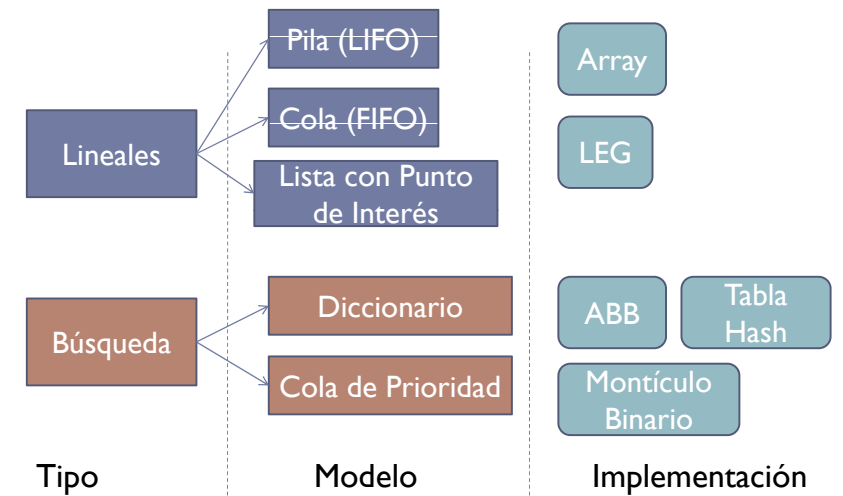 Pila (LIFO)
Array
Cola (FIFO)
Lineales
LEG
Lista con Punto
de Interés
Diccionario
ABB
Tabla
Hash
Búsqueda
Cola de Prioridad
Montículo
Binario
Tipo
Modelo
Implementación